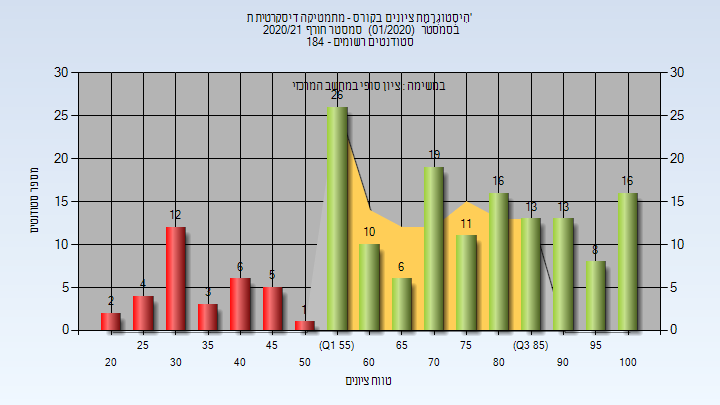 היסטוגרמת ציונים בקורס - מתמטיקה דיסקרטית ת'
בסמסטר (01/2020) סמסטר חורף 2020/21
סטודנטים רשומים - 184
במשימה : ציון סופי במחשב המרכזי
30 30
25 25
20 20
15 15
10 10
5 5
0 0
מספר סטודנטים
2 4 12 3 6 5 1 26 10 6 19 11 16 13 13 8 16
25 35 45 (Q1 55) 65 75 (Q3 85) 95
20 30 40 50 60 70 80 90 100
טווח ציונים